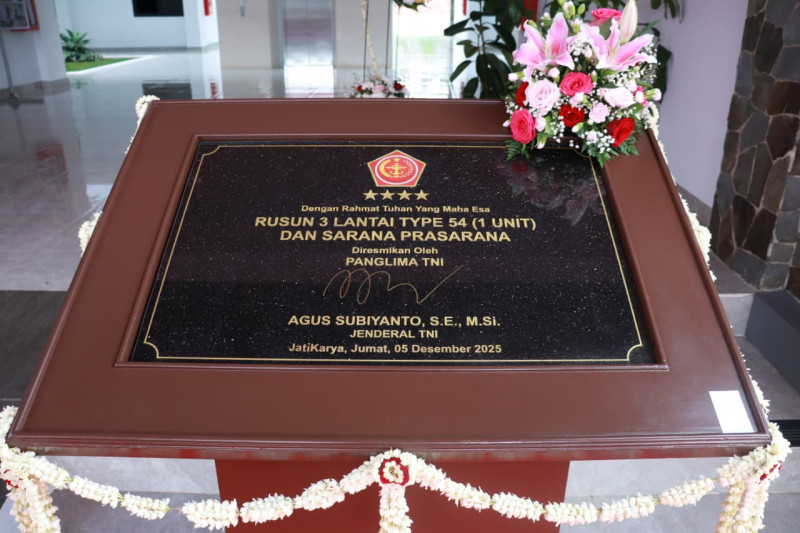 Dengan Rahmat Tuhan Yang Maha Esa
RUSUN 3 LANTAI TYPE 54 (1 UNIT)
DAN SARANA PRASARANA
Diresmikan Oleh
PANGLIMA TNI
AGUS SUBIYANTO, S.E., M.Si.
JENDERAL TNI
JatiKarya, Jumat, 05 Desember 2025